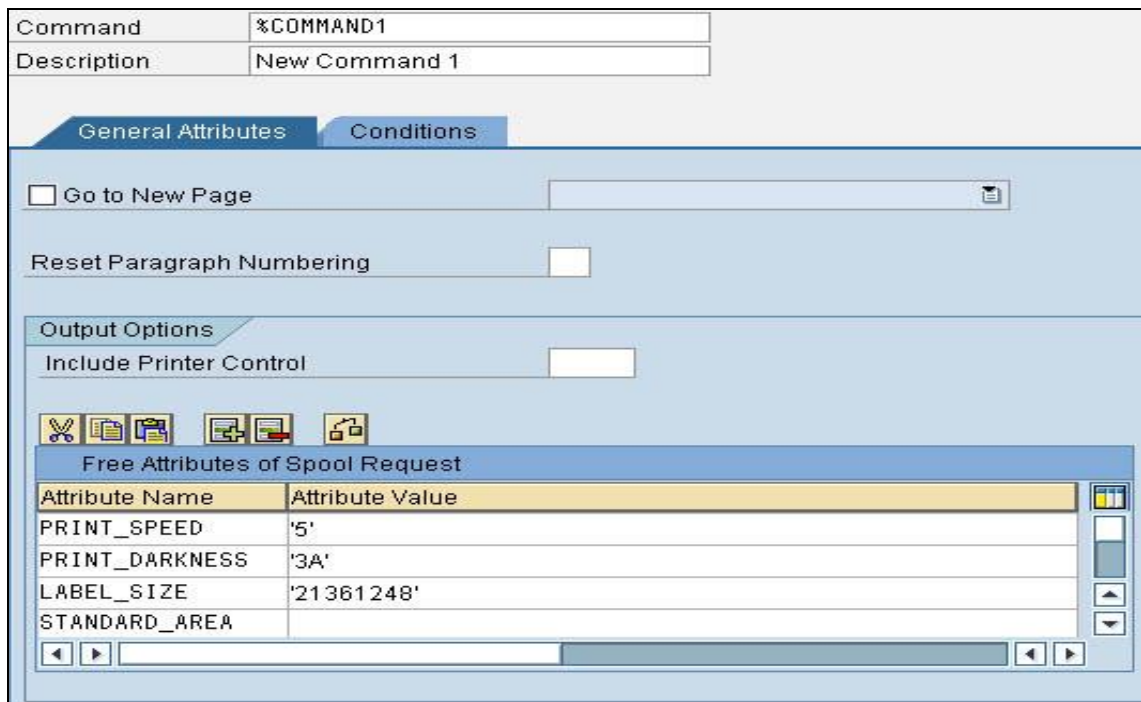 Command %COMMAND1
Description New Command 1
General Attributes Conditions
Go to New Page
Reset Paragraph Numbering
Output Options
Include Printer Control
Free Attributes of Spool Request
Attribute Name Attribute Value
PRINT_SPEED '5'
PRINT_DARKNESS '3A'
LABEL_SIZE '21361248'
STANDARD_AREA